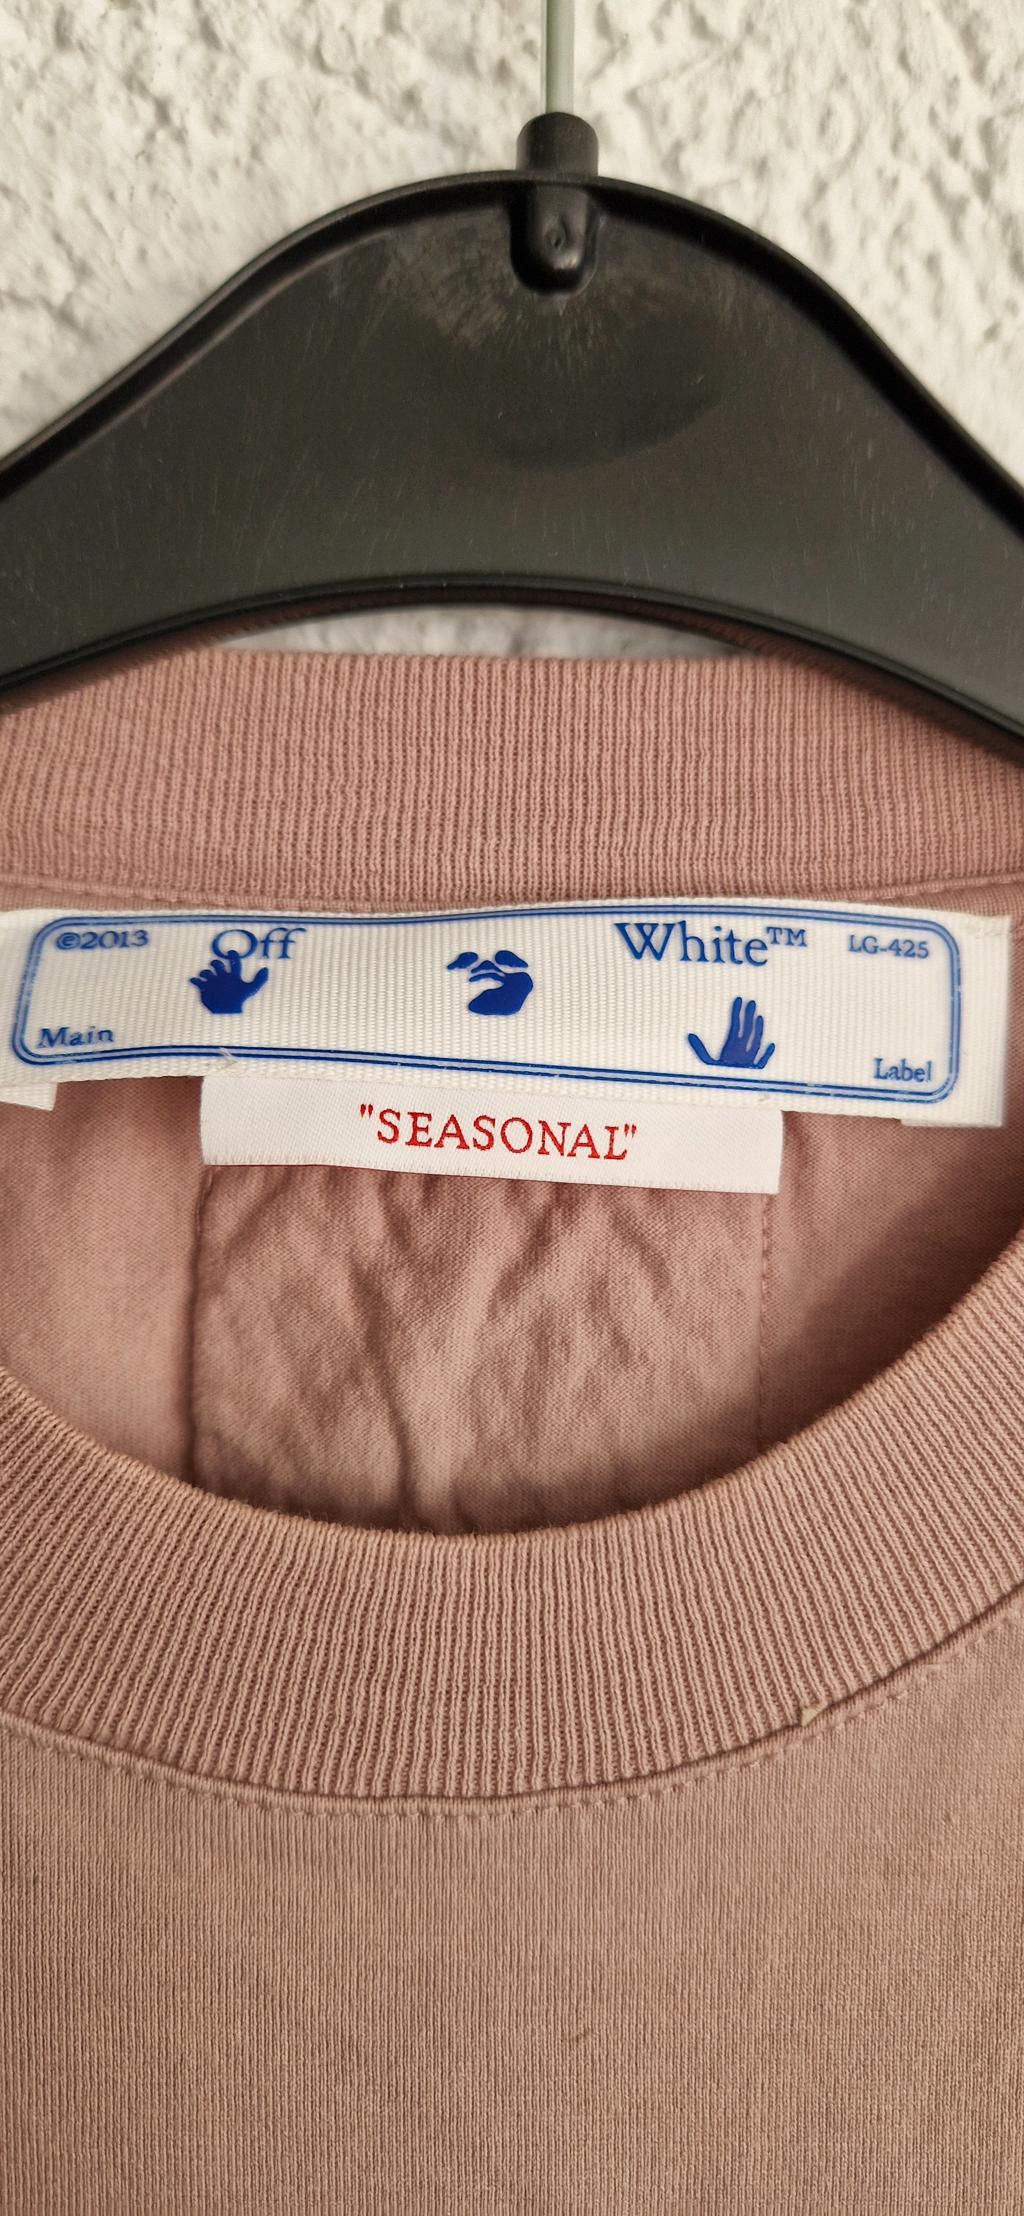 ©2013 Off White™ LG-425
Main Label
"SEASONAL"